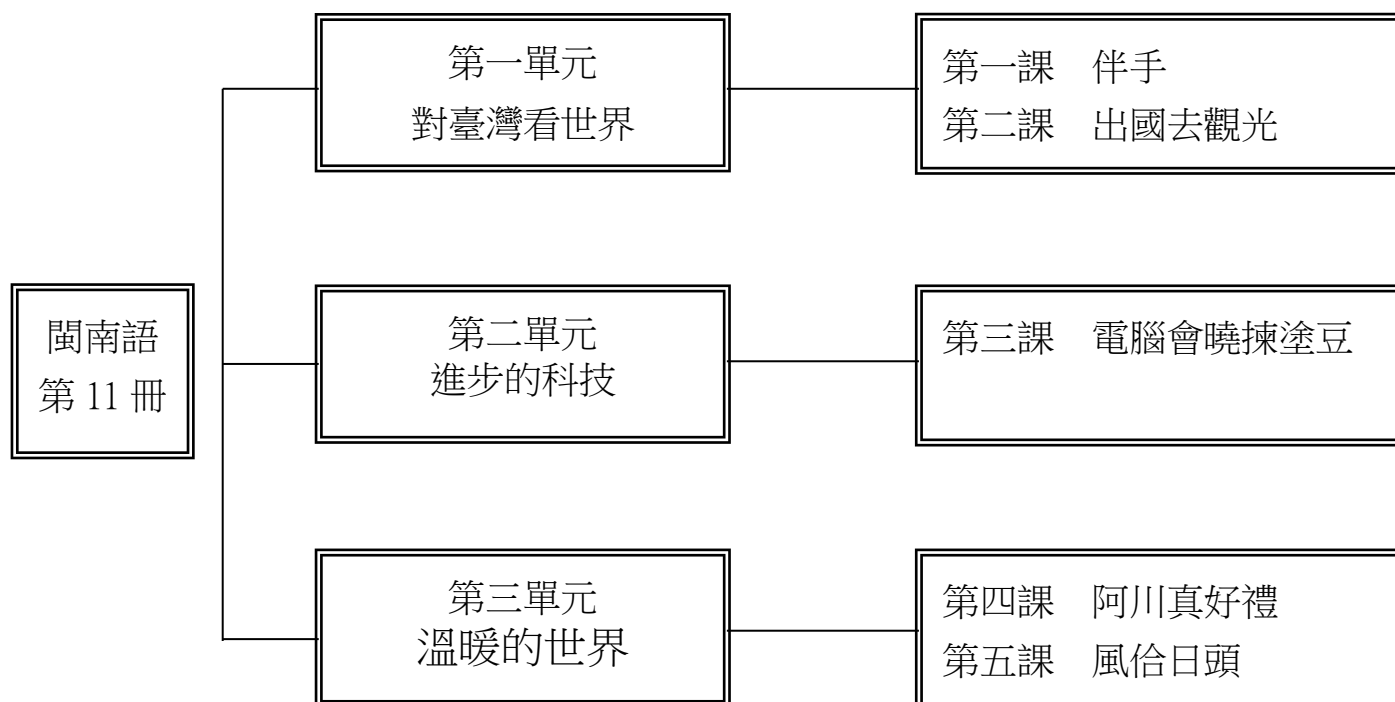 閩南語
第 11 冊
第一單元
對臺灣看世界
第一課　伴手
第二課　出國去觀光
第二單元
進步的科技
第三課　電腦會曉揀塗豆
第三單元
溫暖的世界
第四課　阿川真好禮
第五課　風佮日頭